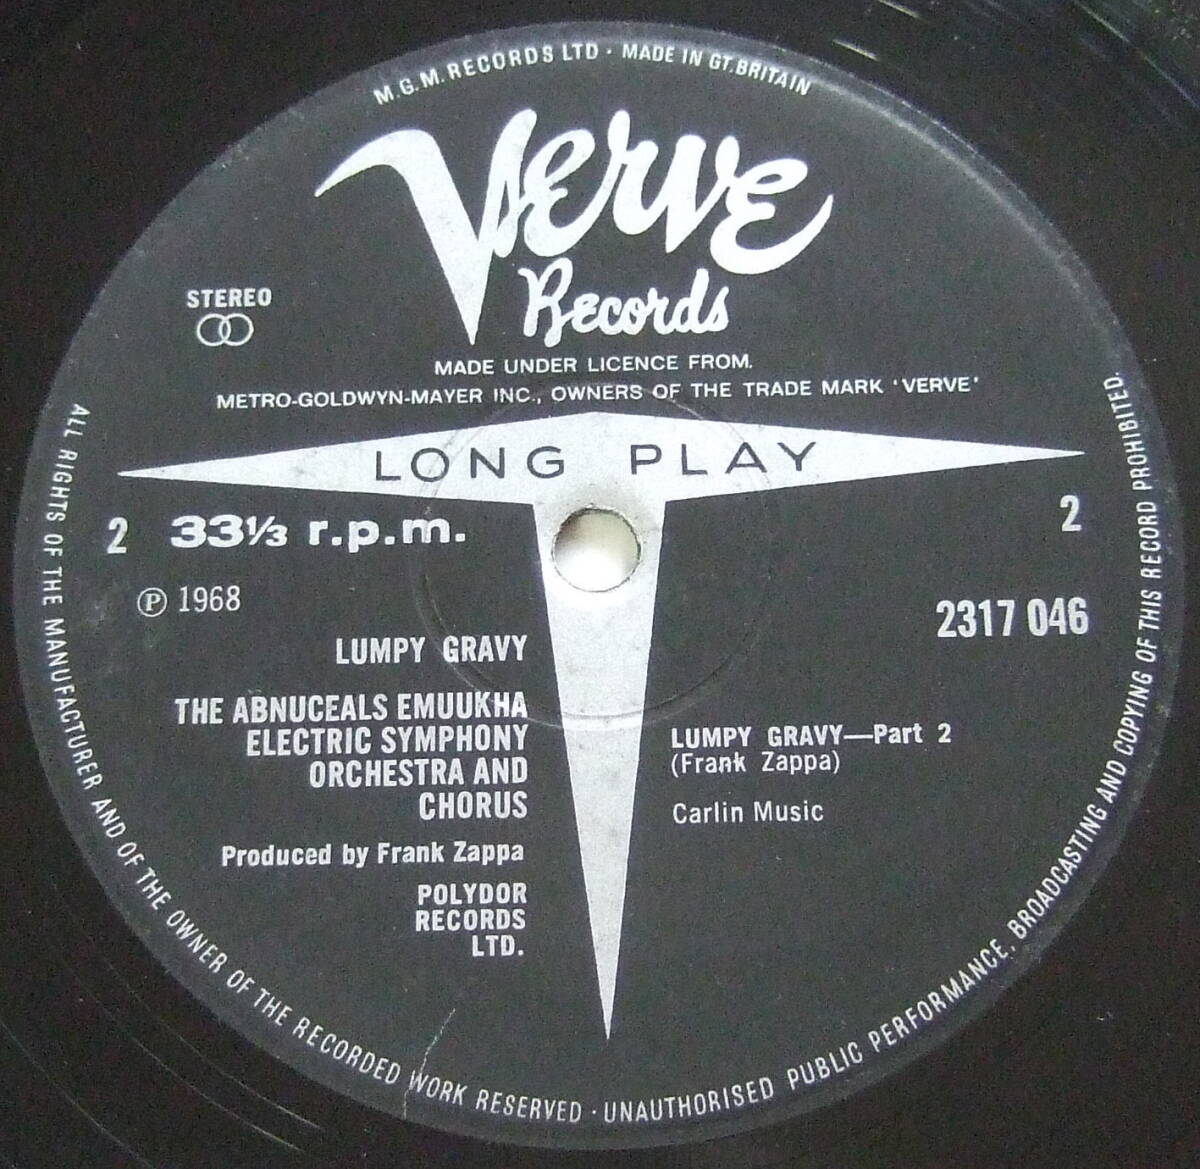 M.G.M. RECORDS LTD · MADE IN GT. BRITAIN
Verve
Records
STEREO
MADE UNDER LICENCE FROM.
METRO-GOLDWYN-MAYER INC., OWNERS OF THE TRADE MARK 'VERVE'
LONG PLAY
2 33⅓ r.p.m.
2
℗ 1968
2317 046
LUMPY GRAVY
THE ABNUCEALS EMUUKHA
ELECTRIC SYMPHONY
ORCHESTRA AND
CHORUS
Produced by Frank Zappa
POLYDOR
RECORDS
LTD.
LUMPY GRAVY—Part 2
(Frank Zappa)
Carlin Music
ALL RIGHTS OF THE MANUFACTURER AND OF THE OWNER OF THE RECORDED WORK RESERVED · UNAUTHORISED PUBLIC PERFORMANCE, BROADCASTING AND COPYING OF THIS RECORD PROHIBITED.